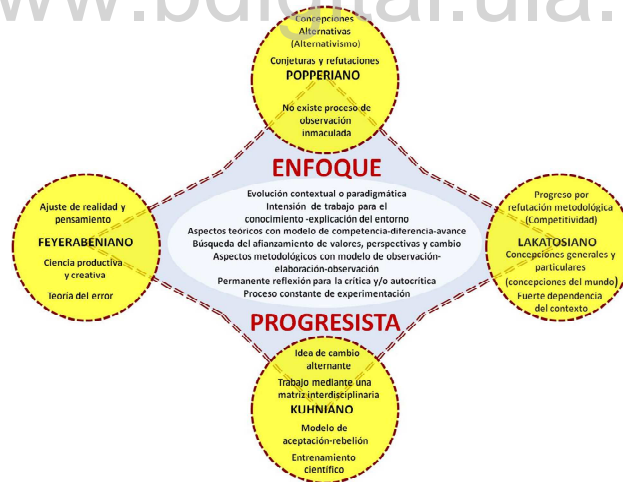 www.bdigital.ula.
Concepciones
Alternativas
(Alternativismo)
Conjeturas y refutaciones
POPPERIANO
No existe proceso de
observación
inmaculada
ENFOQUE
Evolución contextual o paradigmática
Intensión de trabajo para el
conocimiento -explicación del entorno
Aspectos teóricos con modelo de competencia-diferencia-avance
Búsqueda del afianzamiento de valores, perspectivas y cambio
Aspectos metodológicos con modelo de observación-
elaboración-observación
Permanente reflexión para la crítica y/o autocrítica
Proceso constante de experimentación
PROGRESISTA
Ajuste de realidad y
pensamiento
FEYERABENIANO
Ciencia productiva
y creativa
Teoría del error
Progreso por
refutación metodológica
(Competitividad)
LAKATOSIANO
Concepciones generales y
particulares
(concepciones del mundo)
Fuerte dependencia
del contexto
Idea de cambio
alternante
Trabajo mediante una
matriz interdisciplinaria
KUHNIANO
Modelo de
aceptación-rebelión
Entrenamiento
científico